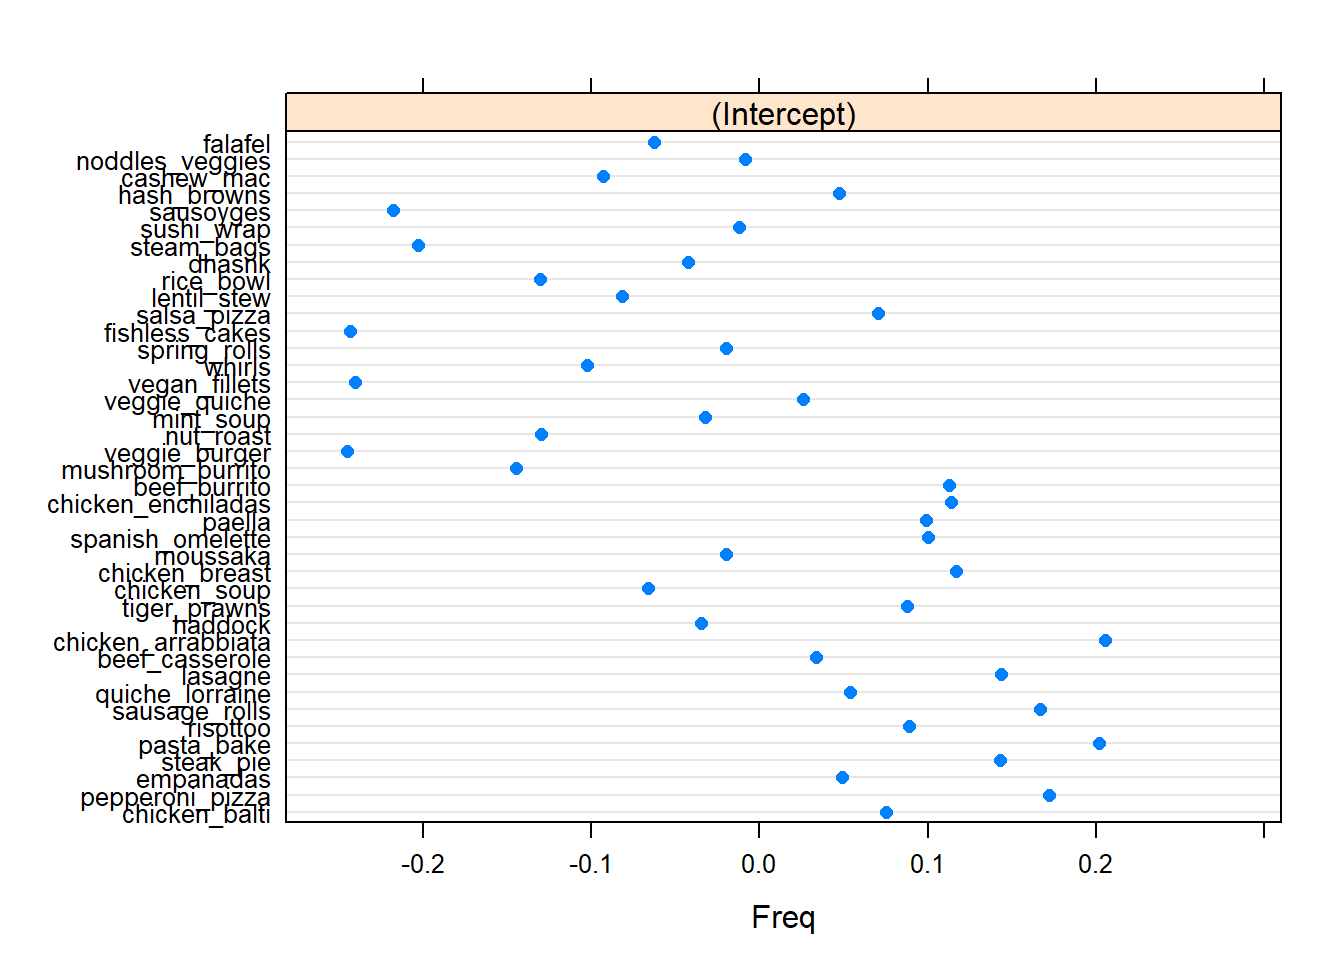 (Intercept)
falafel
noddles_veggies
cashew_mac
hash_browns
sausoyges
sushi_wrap
steam_bags
dhasnk
rice_bowl
lentil_stew
salsa_pizza
fishless_cakes
spring_rolls
whirls
vegan_fillets
veggie_quiche
mint_soup
nut_roast
veggie_burger
mushroom_burrito
beef_burrito
chicken_enchiladas
paella
spanish_omelette
moussaka
chicken_breast
chicken_soup
tiger_prawns
haddock
chicken_arrabbiata
beef_casserole
lasagne
quiche_lorraine
sausage_rolls
risottoo
pasta_bake
steak_pie
empanadas
pepperoni_pizza
chicken_balti
-0.2 -0.1 0.0 0.1 0.2
Freq